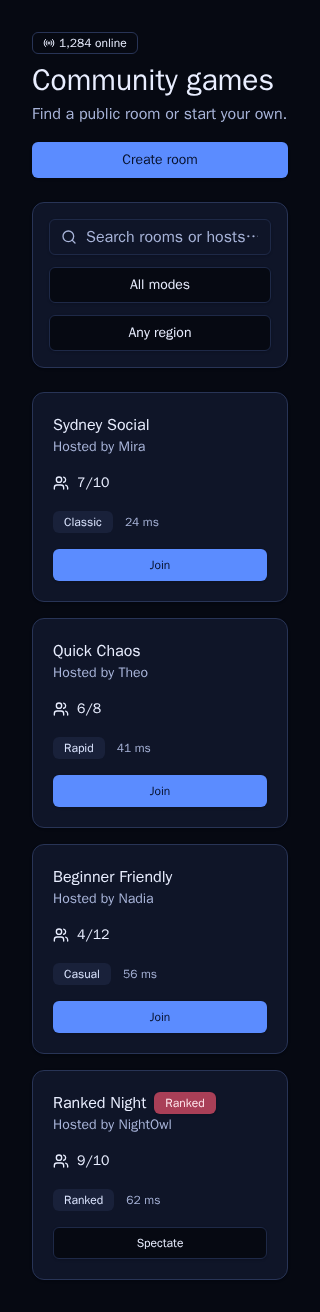 1,284 online
Community games
Find a public room or start your own.
Create room
Search rooms or hosts…
All modes
Any region
Sydney Social
Hosted by Mira
7/10
Classic 24 ms
Join
Quick Chaos
Hosted by Theo
6/8
Rapid 41 ms
Join
Beginner Friendly
Hosted by Nadia
4/12
Casual 56 ms
Join
Ranked Night Ranked
Hosted by NightOwl
9/10
Ranked 62 ms
Spectate